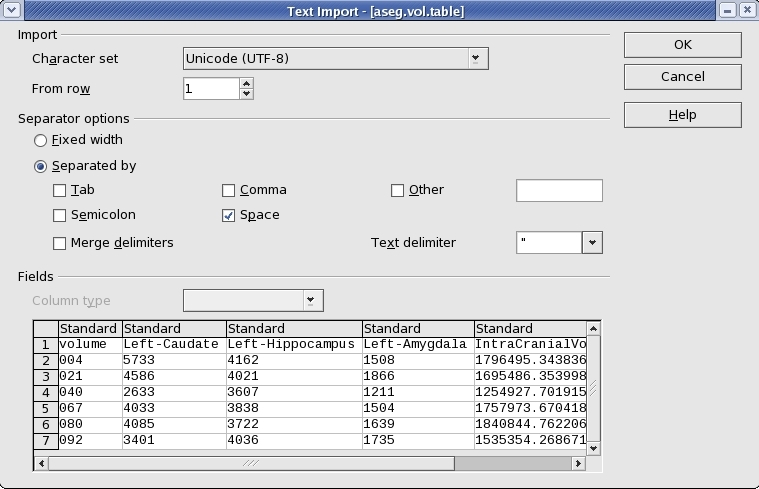 Text Import - [aseg.vol.table]
Import
Character set Unicode (UTF-8)
From row 1
Separator options
Fixed width
Separated by
Tab Comma Other
Semicolon Space
Merge delimiters Text delimiter "
Fields
Column type
Standard Standard Standard Standard Standard
1 volume Left-Caudate Left-Hippocampus Left-Amygdala IntraCranialVo
2 004 5733 4162 1508 1796495.343836
3 021 4586 4021 1866 1695486.353998
4 040 2633 3607 1211 1254927.701915
5 067 4033 3838 1504 1757973.670418
6 080 4085 3722 1639 1840844.762206
7 092 3401 4036 1735 1535354.268671
OK
Cancel
Help